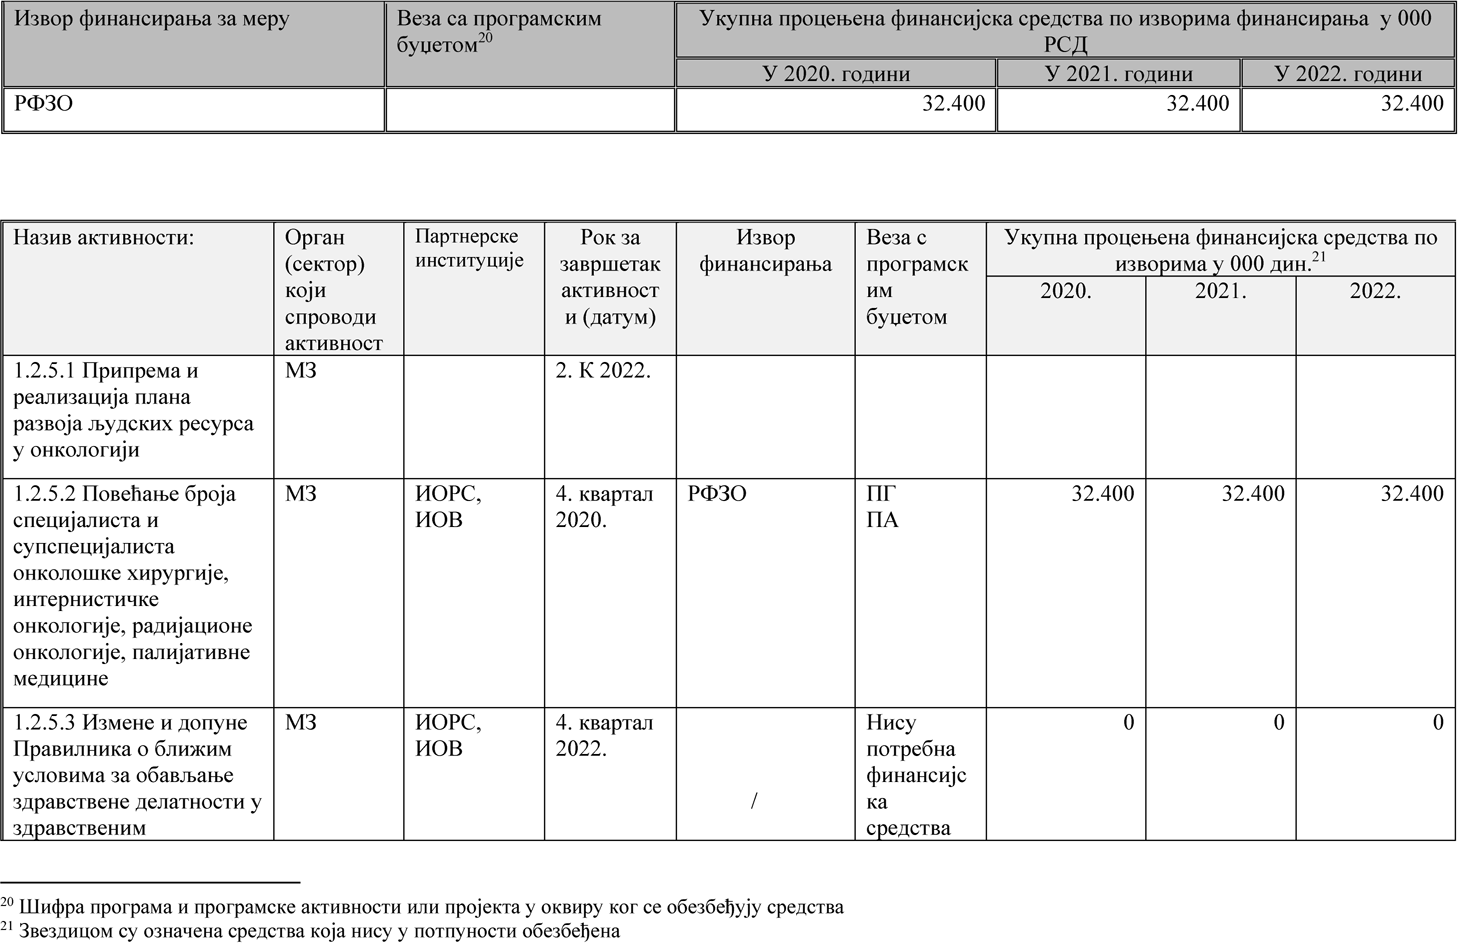 Извор финансирања за меру
Веза са програмским
буџетом20
Укупна процењена финансијска средства по изворима финансирања у 000
РСД
У 2020. години
У 2021. години
У 2022. години
РФЗО
32.400
32.400
32.400
Назив активности:
Орган
(сектор)
који
спроводи
активност
Партнерске
институције
Рок за
завршетак
активност
и (датум)
Извор
финансирања
Веза с
програмск
им
буџетом
Укупна процењена финансијска средства по
изворима у 000 дин.21
2020.
2021.
2022.
1.2.5.1 Припрема и
реализација плана
развоја људских ресурса
у онкологији
МЗ
2. К 2022.
1.2.5.2 Повећање броја
специјалиста и
супспецијалиста
онколошке хирургије,
интернистичке
онкологије, радијационе
онкологије, палијативне
медицине
МЗ
ИОРС,
ИОВ
4. квартал
2020.
РФЗО
ПГ
ПА
32.400
32.400
32.400
1.2.5.3 Измене и допуне
Правилника о ближим
условима за обављање
здравствене делатности у
здравственим
МЗ
ИОРС,
ИОВ
4. квартал
2022.
/
Нису
потребна
финансијс
ка
средства
0
0
0
20 Шифра програма и програмске активности или пројекта у оквиру ког се обезбеђују средства
21 Звездицом су означена средства која нису у потпуности обезбеђена